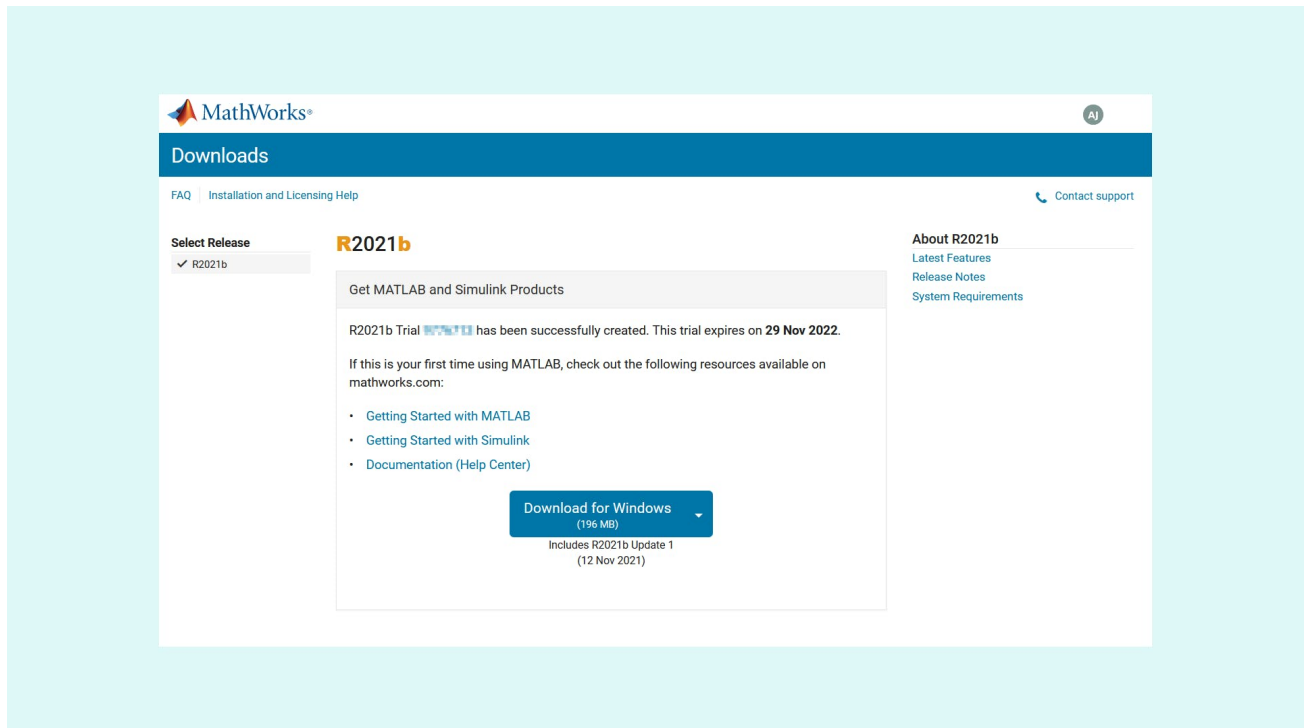 MathWorks®
AJ
Downloads
FAQ
Installation and Licensing Help
Contact support
Select Release
R2021b
R2021b
Get MATLAB and Simulink Products
R2021b Trial has been successfully created. This trial expires on 29 Nov 2022.
If this is your first time using MATLAB, check out the following resources available on
mathworks.com:
• Getting Started with MATLAB
• Getting Started with Simulink
• Documentation (Help Center)
Download for Windows
(196 MB)
Includes R2021b Update 1
(12 Nov 2021)
About R2021b
Latest Features
Release Notes
System Requirements